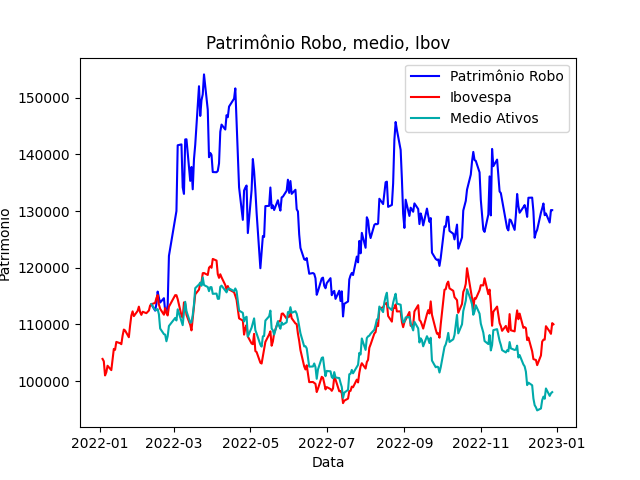 Patrimônio Robo, medio, Ibov
Patrimônio Robo
Ibovespa
Medio Ativos
150000
140000
130000
120000
110000
100000
Patrimonio
2022-01 2022-03 2022-05 2022-07 2022-09 2022-11 2023-01
Data